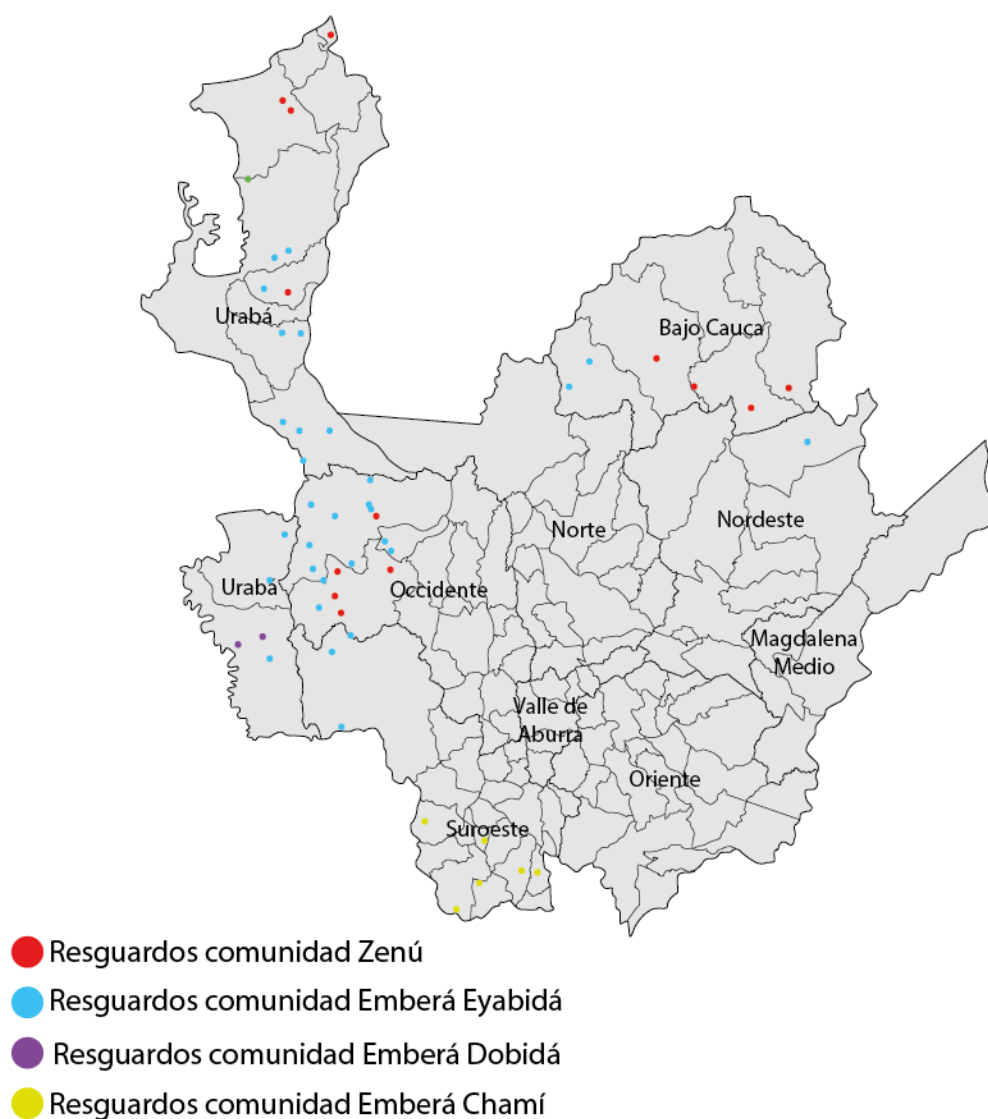 Urabá
Bajo Cauca
Norte
Nordeste
Urabá
Occidente
Magdalena
Medio
Valle de
Aburra
Oriente
Suroeste
Resguardos comunidad Zenú
Resguardos comunidad Emberá Eyabidá
Resguardos comunidad Emberá Dobidá
Resguardos comunidad Emberá Chamí